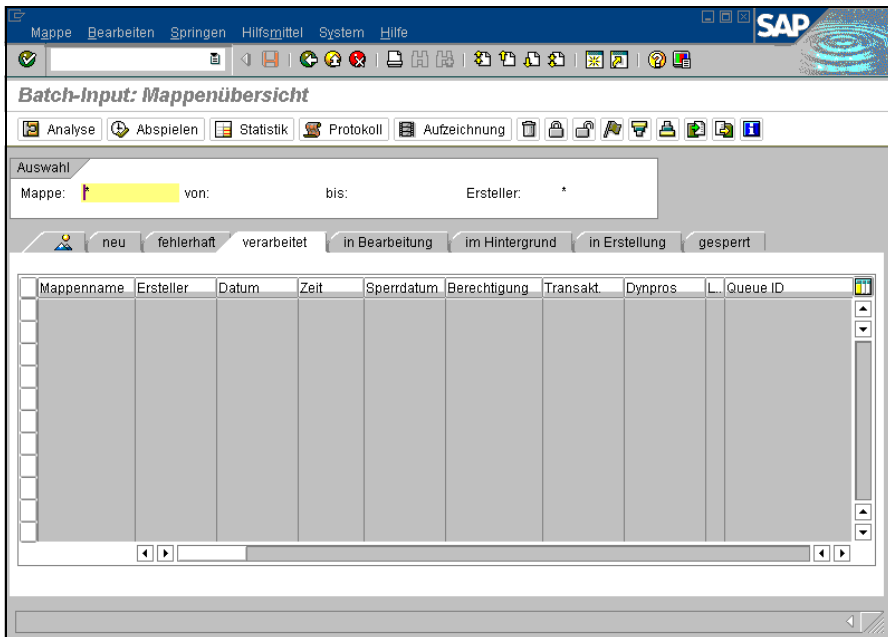 Mappe Bearbeiten Springen Hilfsmittel System Hilfe
SAP
Batch-Input: Mappenübersicht
Analyse Abspielen Statistik Protokoll Aufzeichnung
Auswahl
Mappe: * von: bis: Ersteller: *
neu fehlerhaft verarbeitet in Bearbeitung im Hintergrund in Erstellung gesperrt
Mappenname Ersteller Datum Zeit Sperrdatum Berechtigung Transakt. Dynpros L.. Queue ID